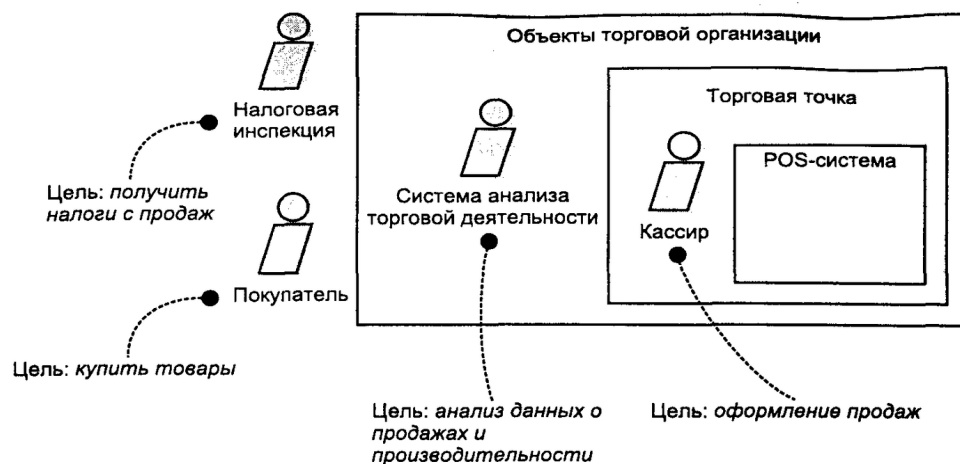 Объекты торговой организации
Налоговая
инспекция
Цель: получить
налоги с продаж
Покупатель
Цель: купить товары
Система анализа
торговой деятельности
Цель: анализ данных о
продажах и
производительности
Торговая точка
POS-система
Кассир
Цель: оформление продаж